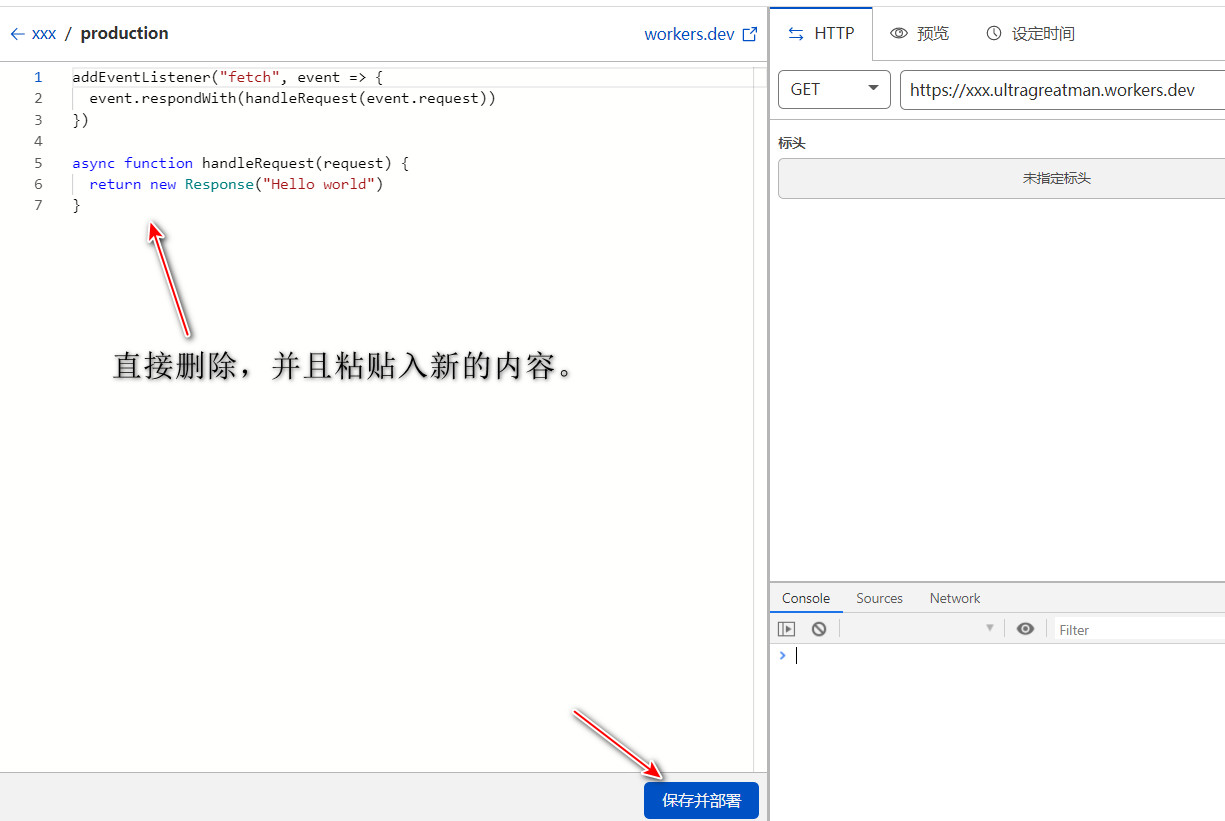 xxx / production
workers.dev
1 addEventListener("fetch", event => {
2 event.respondWith(handleRequest(event.request))
3 })
4
5 async function handleRequest(request) {
6 return new Response("Hello world")
7 }
直接删除，并且粘贴入新的内容。
保存并部署
HTTP 预览 设定时间
GET https://xxx.ultragreatman.workers.dev
标头
未指定标头
Console Sources Network
Filter